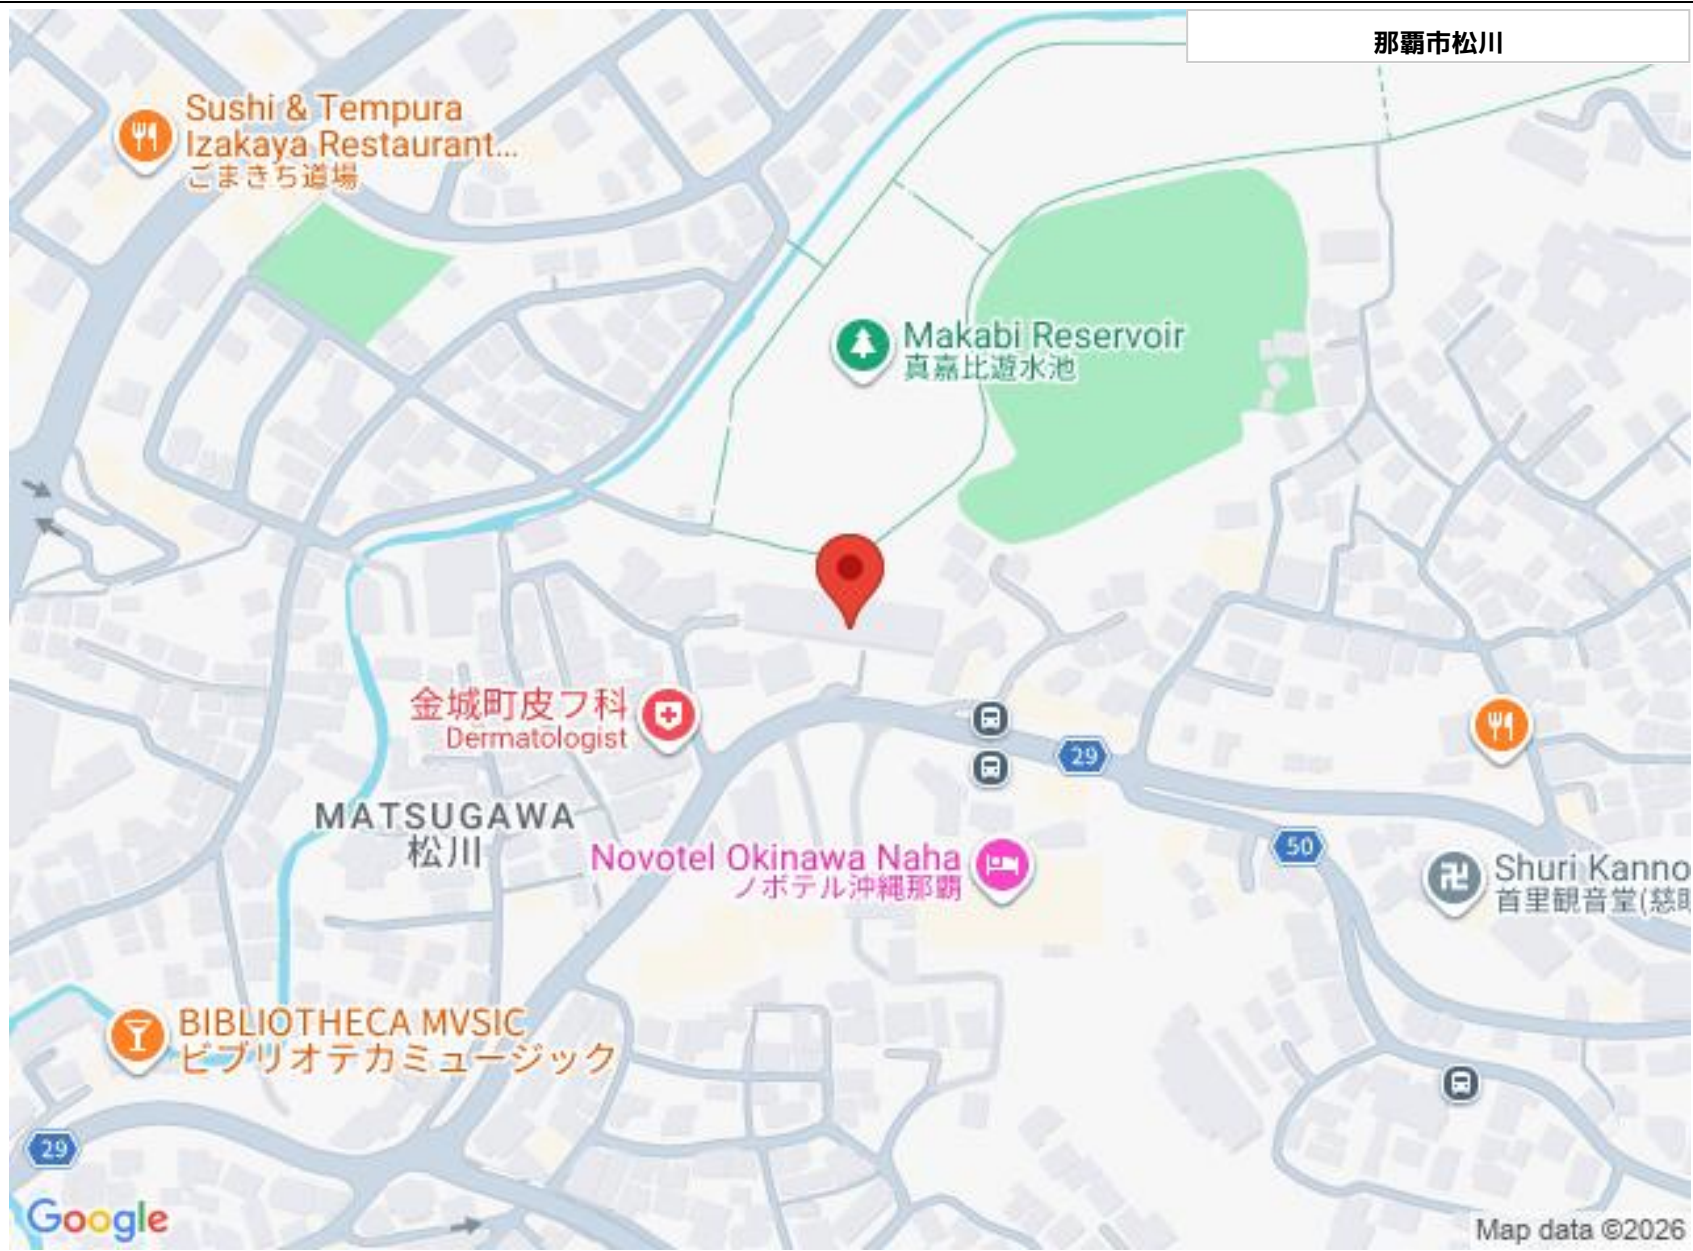 那覇市松川
Sushi & Tempura
Izakaya Restaurant...
ごまきち道場
Makabi Reservoir
真嘉比遊水池
金城町皮フ科
Dermatologist
29
MATSUGAWA
松川
50
Novotel Okinawa Naha
ノボテル沖縄那覇
Shuri Kanno
首里観音堂(慈眼
BIBLIOTHECA MVSIC
ビブリオテカミュージック
29
Google
Map data ©2026